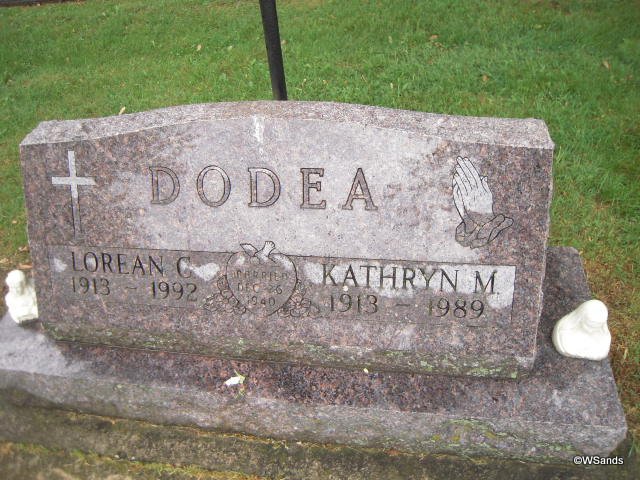 DODEA
LOREAN C.
1913 - 1992
MARRIED
DEC 26
1940
KATHRYN M.
1913 - 1989
©WSands